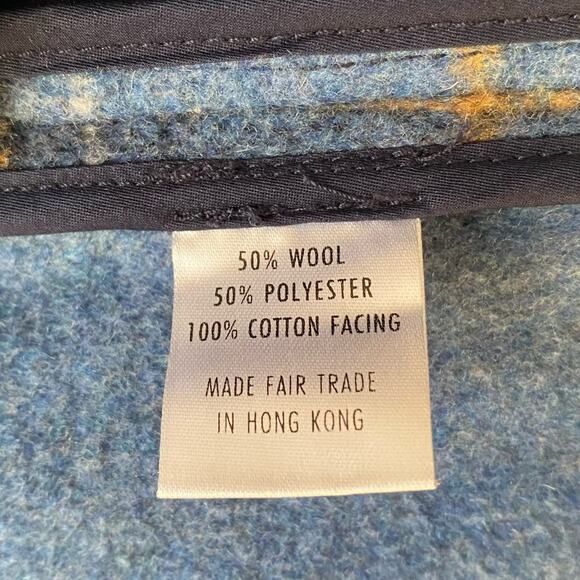 50% WOOL
50% POLYESTER
100% COTTON FACING
MADE FAIR TRADE
IN HONG KONG